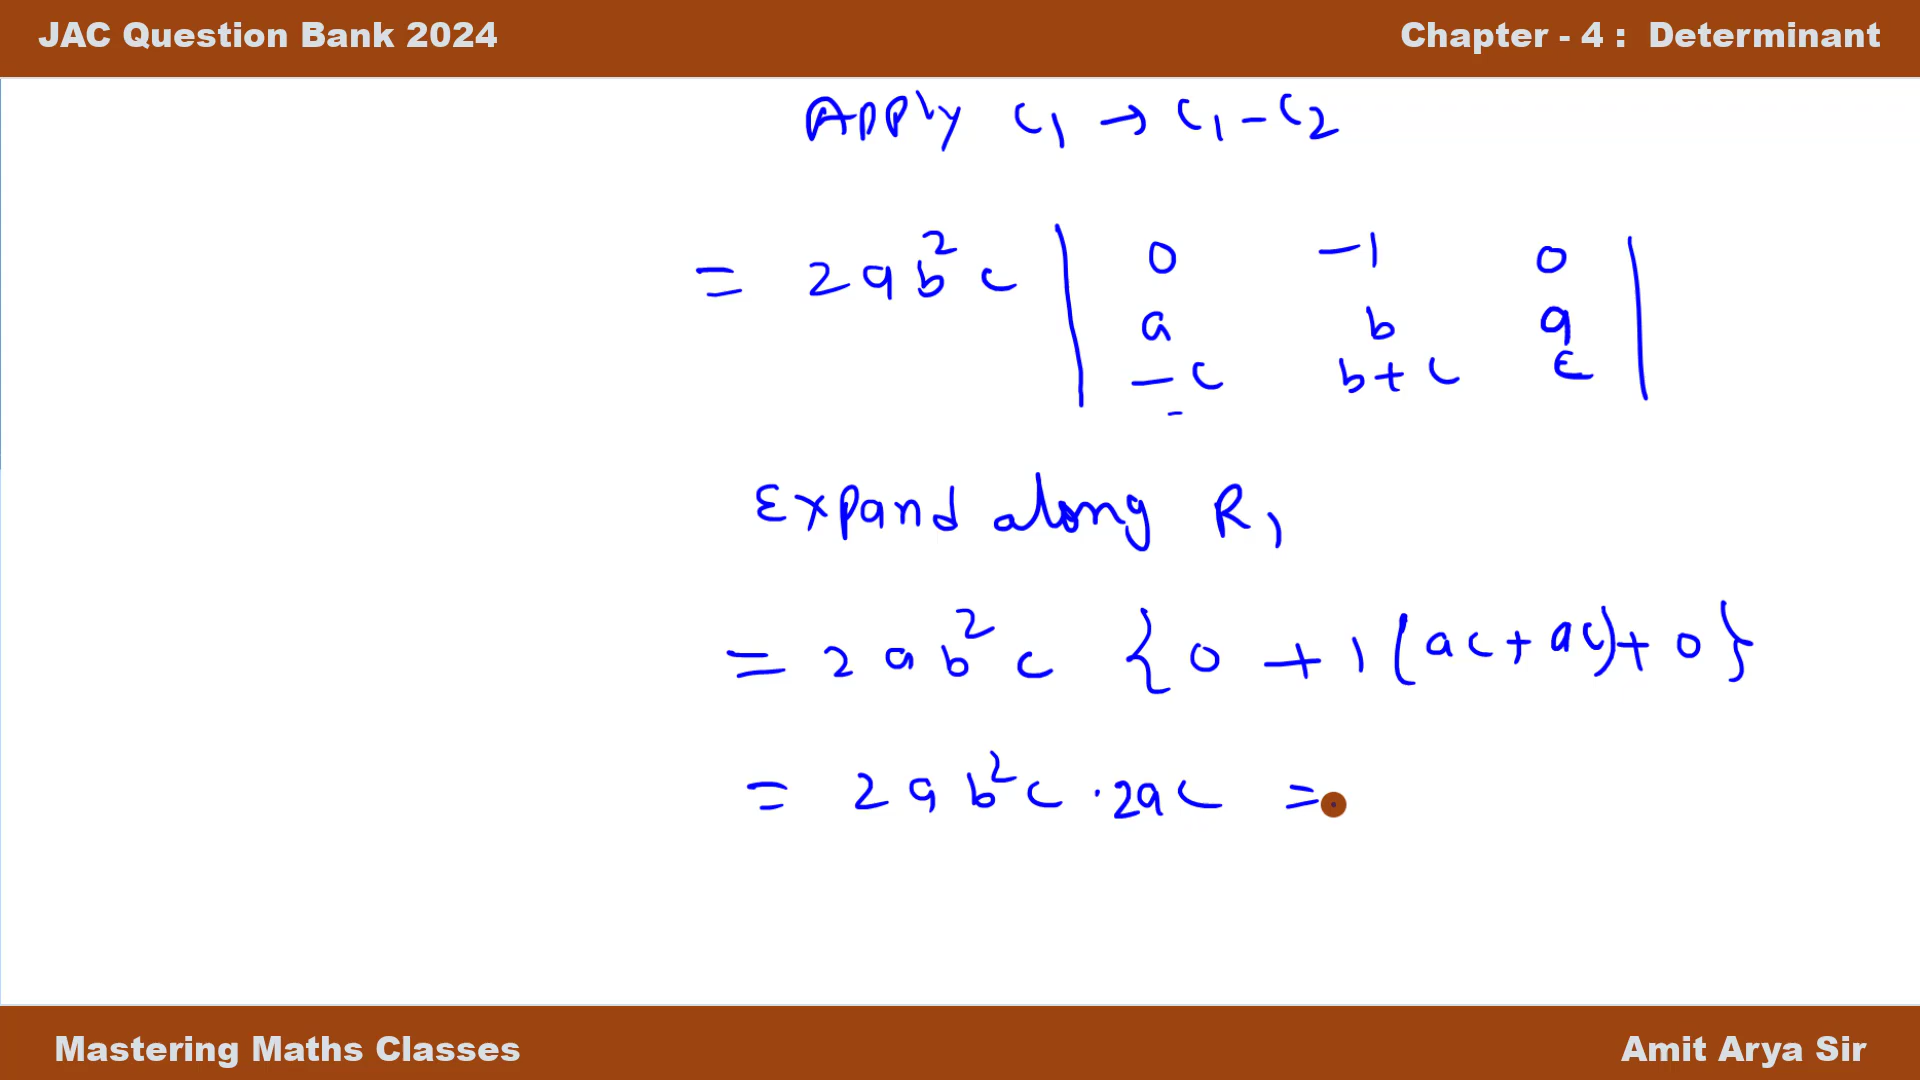 JAC Question Bank 2024
Chapter - 4 : Determinant
Apply C₁ → C₁ - C₂
= 2ab²c | 0 -1 0
a b a
-c b+c c |
Expand along R₁
= 2ab²c {0 + 1(ac + ac) + 0}
= 2ab²c · 2ac =
Mastering Maths Classes
Amit Arya Sir